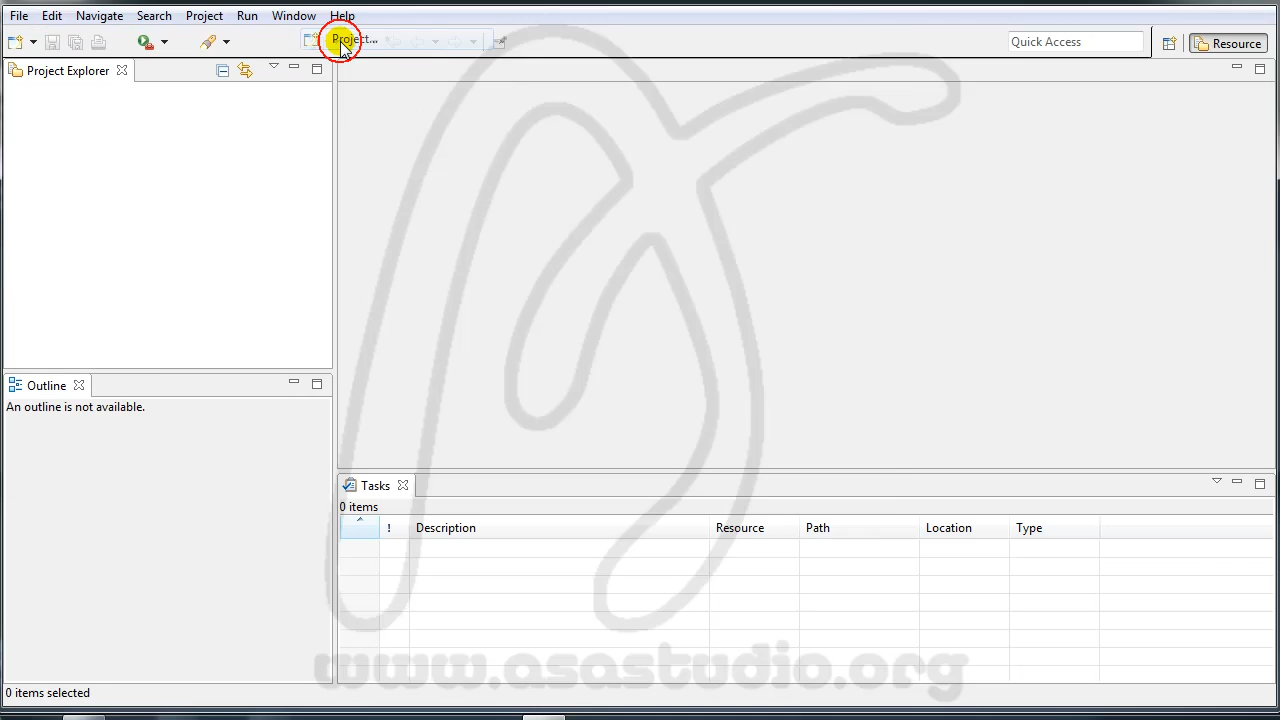 File Edit Navigate Search Project Run Window Help
Project...
Quick Access
Resource
Project Explorer
Outline
An outline is not available.
Tasks
0 items
! Description Resource Path Location Type
www.asastudio.org
0 items selected